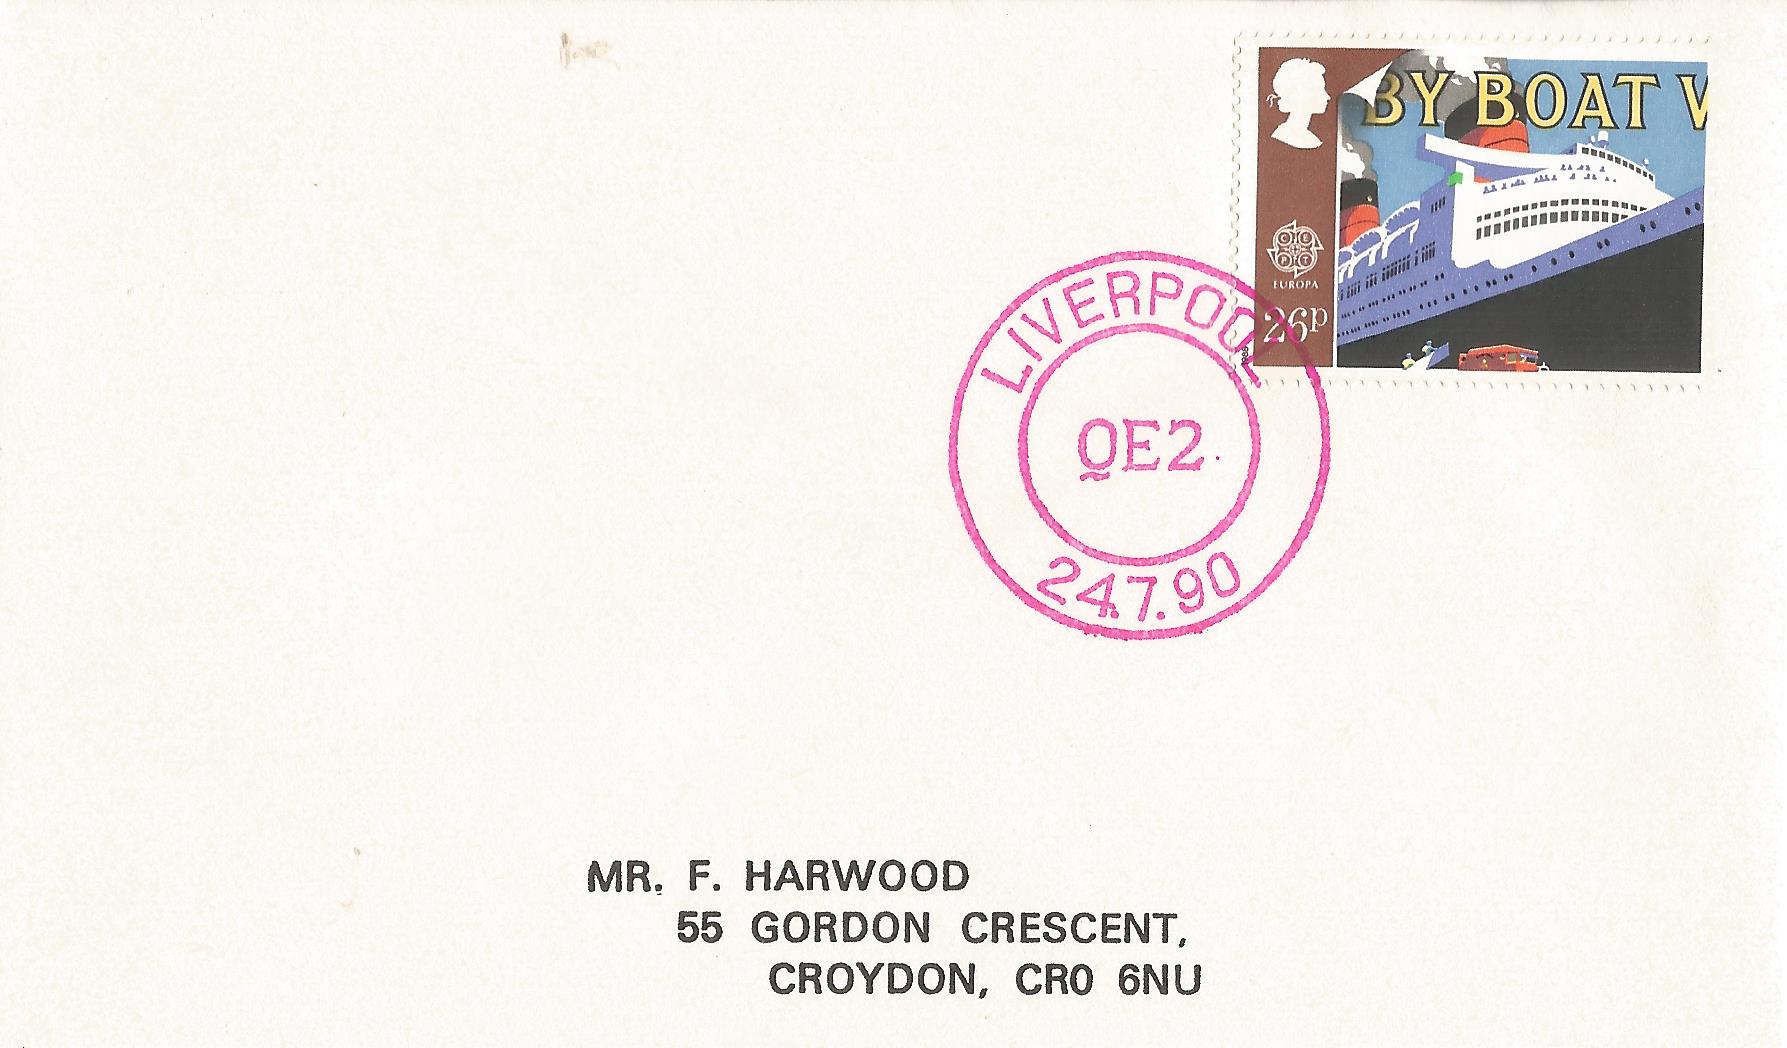 BY BOAT
C E
P T
EUROPA
26p
LIVERPOOL
QE2.
24.7.90
MR. F. HARWOOD
55 GORDON CRESCENT,
CROYDON, CR0 6NU